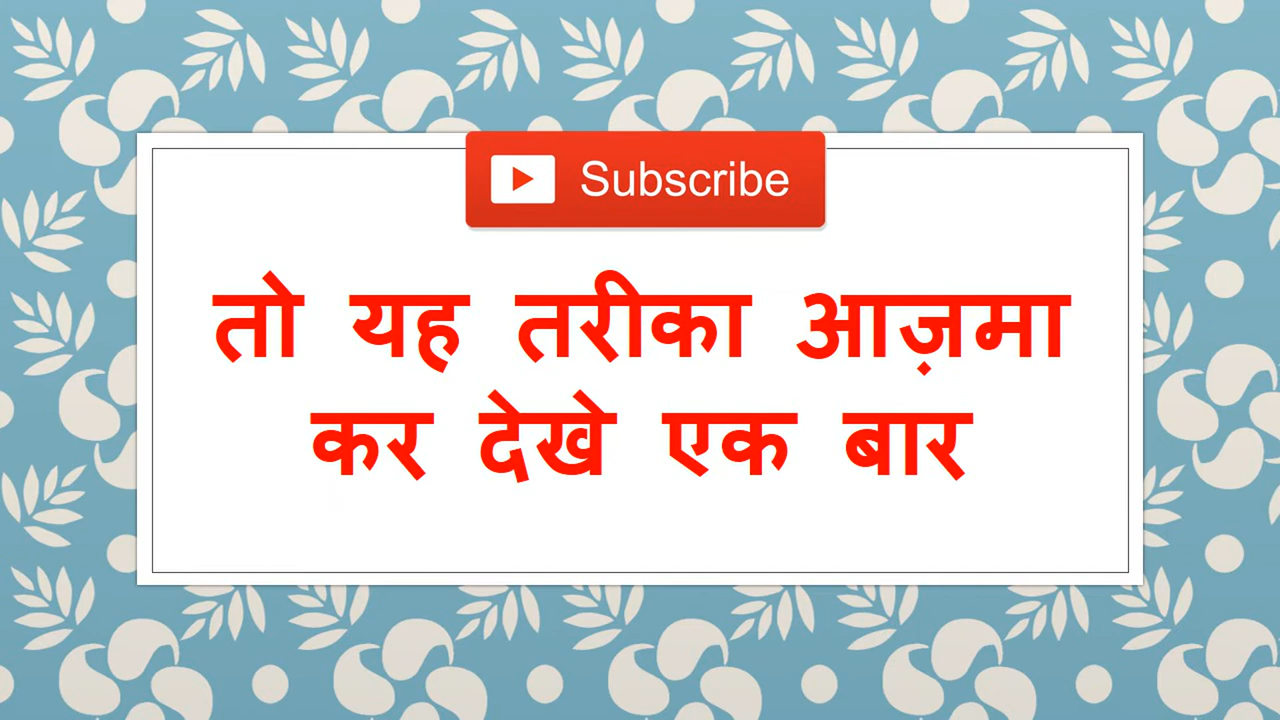 Subscribe
तो यह तरीका आज़मा
कर देखे एक बार